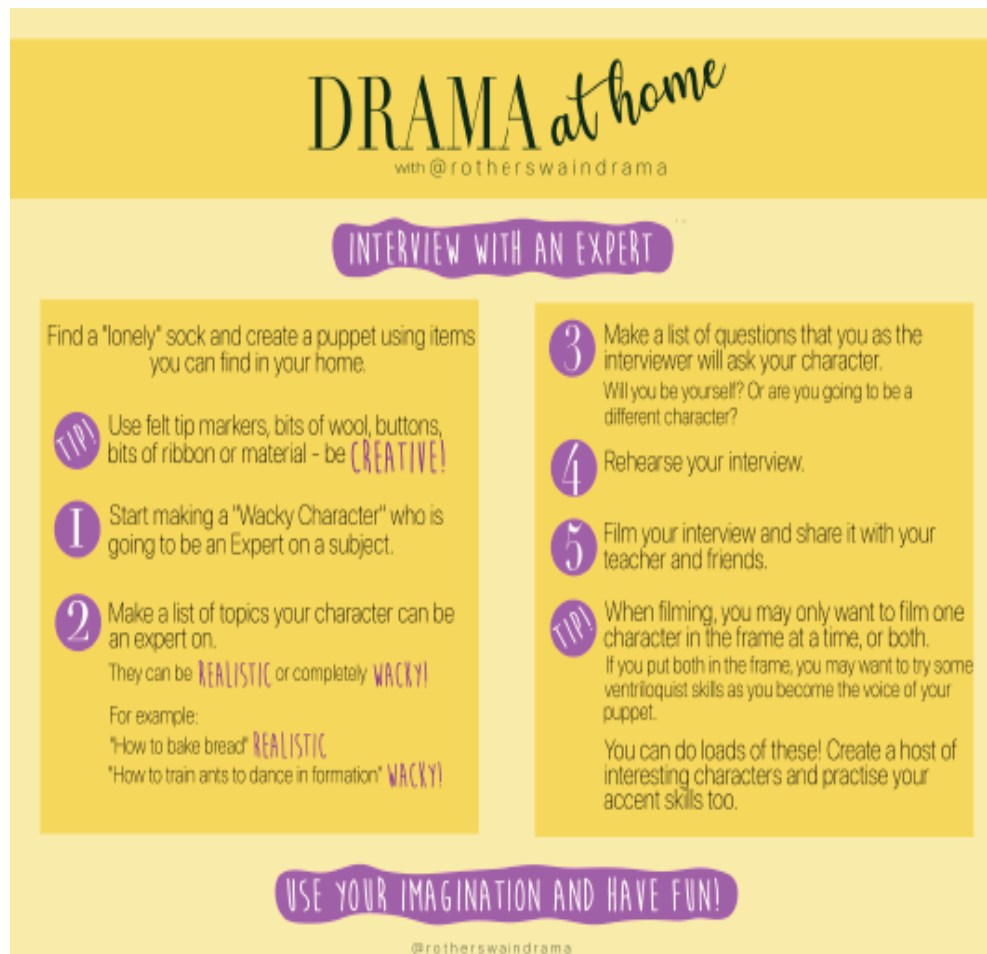 DRAMA at home
with @rotherswaindrama
INTERVIEW WITH AN EXPERT
Find a "lonely" sock and create a puppet using items
you can find in your home.
TIP!
Use felt tip markers, bits of wool, buttons,
bits of ribbon or material - be CREATIVE!
1
Start making a "Wacky Character" who is
going to be an Expert on a subject.
2
Make a list of topics your character can be
an expert on.
They can be REALISTIC or completely WACKY!
For example:
"How to bake bread" REALISTIC
"How to train ants to dance in formation" WACKY!
3
Make a list of questions that you as the
interviewer will ask your character.
Will you be yourself? Or are you going to be a
different character?
4
Rehearse your interview.
5
Film your interview and share it with your
teacher and friends.
TIP!
When filming, you may only want to film one
character in the frame at a time, or both.
If you put both in the frame, you may want to try some
ventriloquist skills as you become the voice of your
puppet.
You can do loads of these! Create a host of
interesting characters and practise your
accent skills too.
USE YOUR IMAGINATION AND HAVE FUN!
@rotherswaindrama